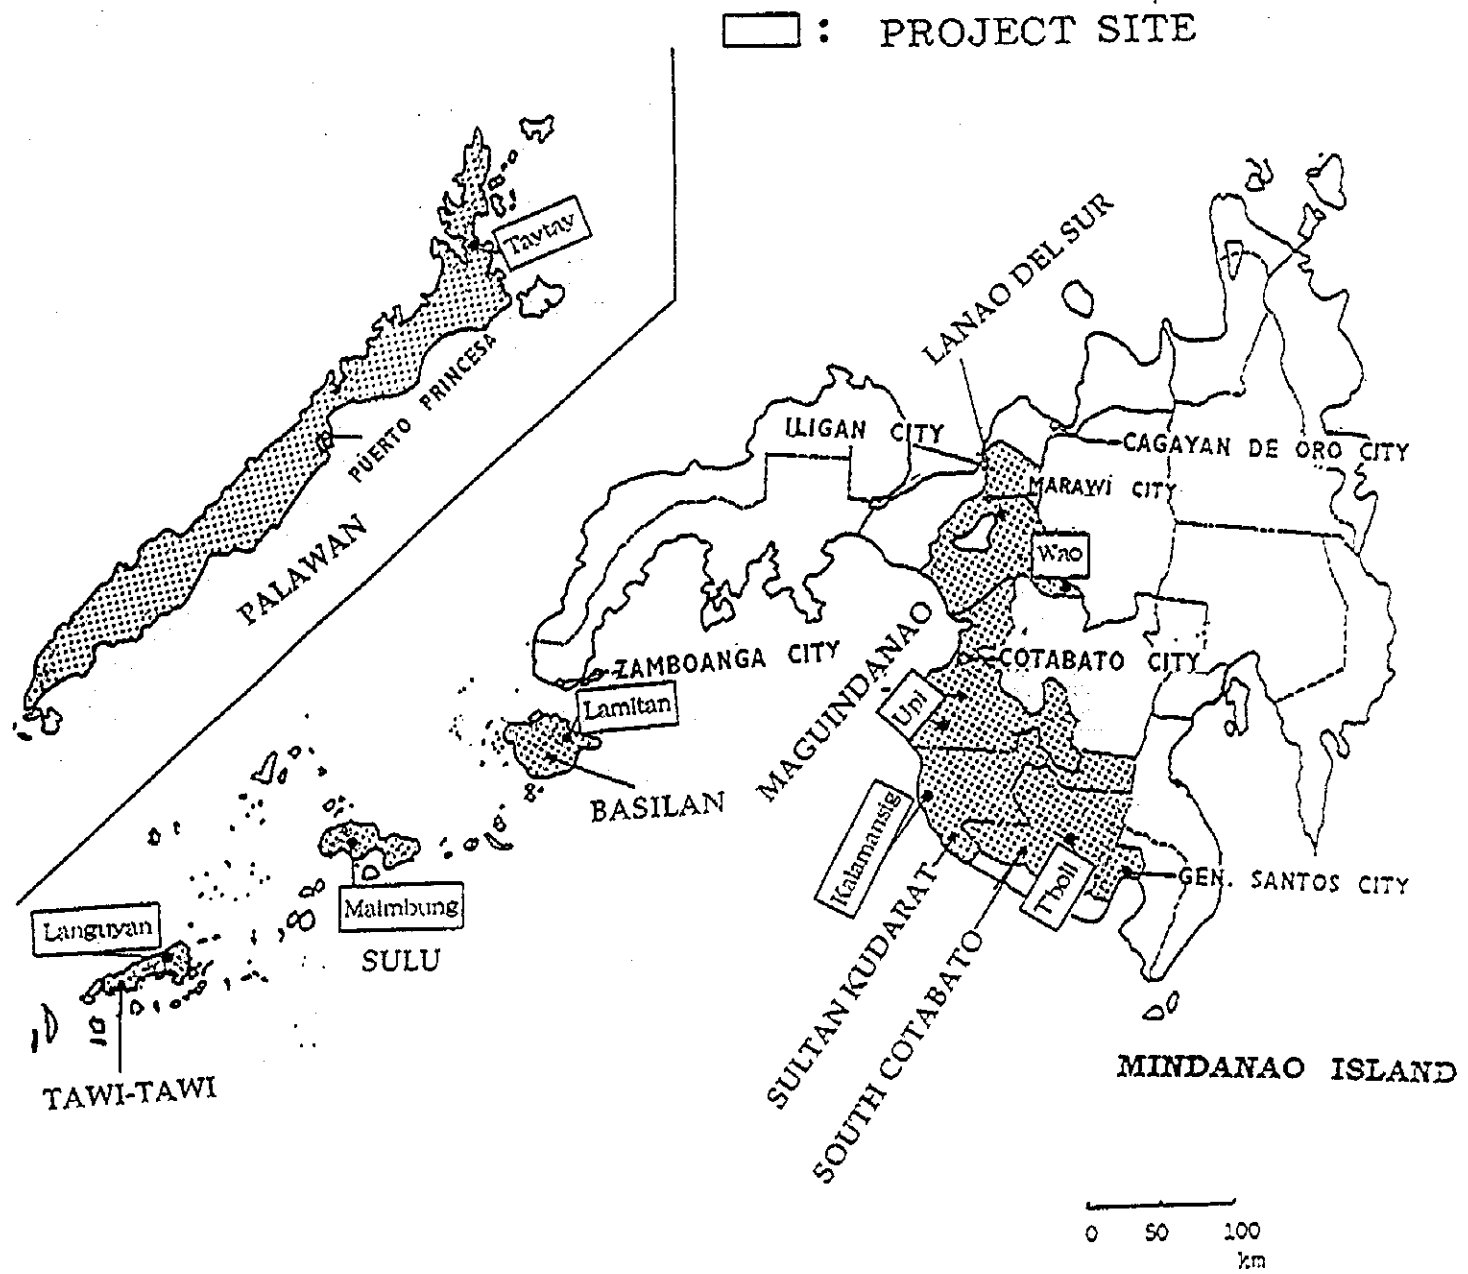 : PROJECT SITE
Taytay
PUERTO PRINCESA
PALAWAN
LANAO DEL SUR
ILIGAN CITY
CAGAYAN DE ORO CITY
MARAWI CITY
Wao
ZAMBOANGA CITY
COTABATO CITY
Lamitan
Upi
MAGUINDANAO
BASILAN
Kalamansig
Maimbung
Languyan
SULU
T'boli
GEN. SANTOS CITY
SULTAN KUDARAT
SOUTH COTABATO
TAWI-TAWI
MINDANAO ISLAND
0 50 100
km